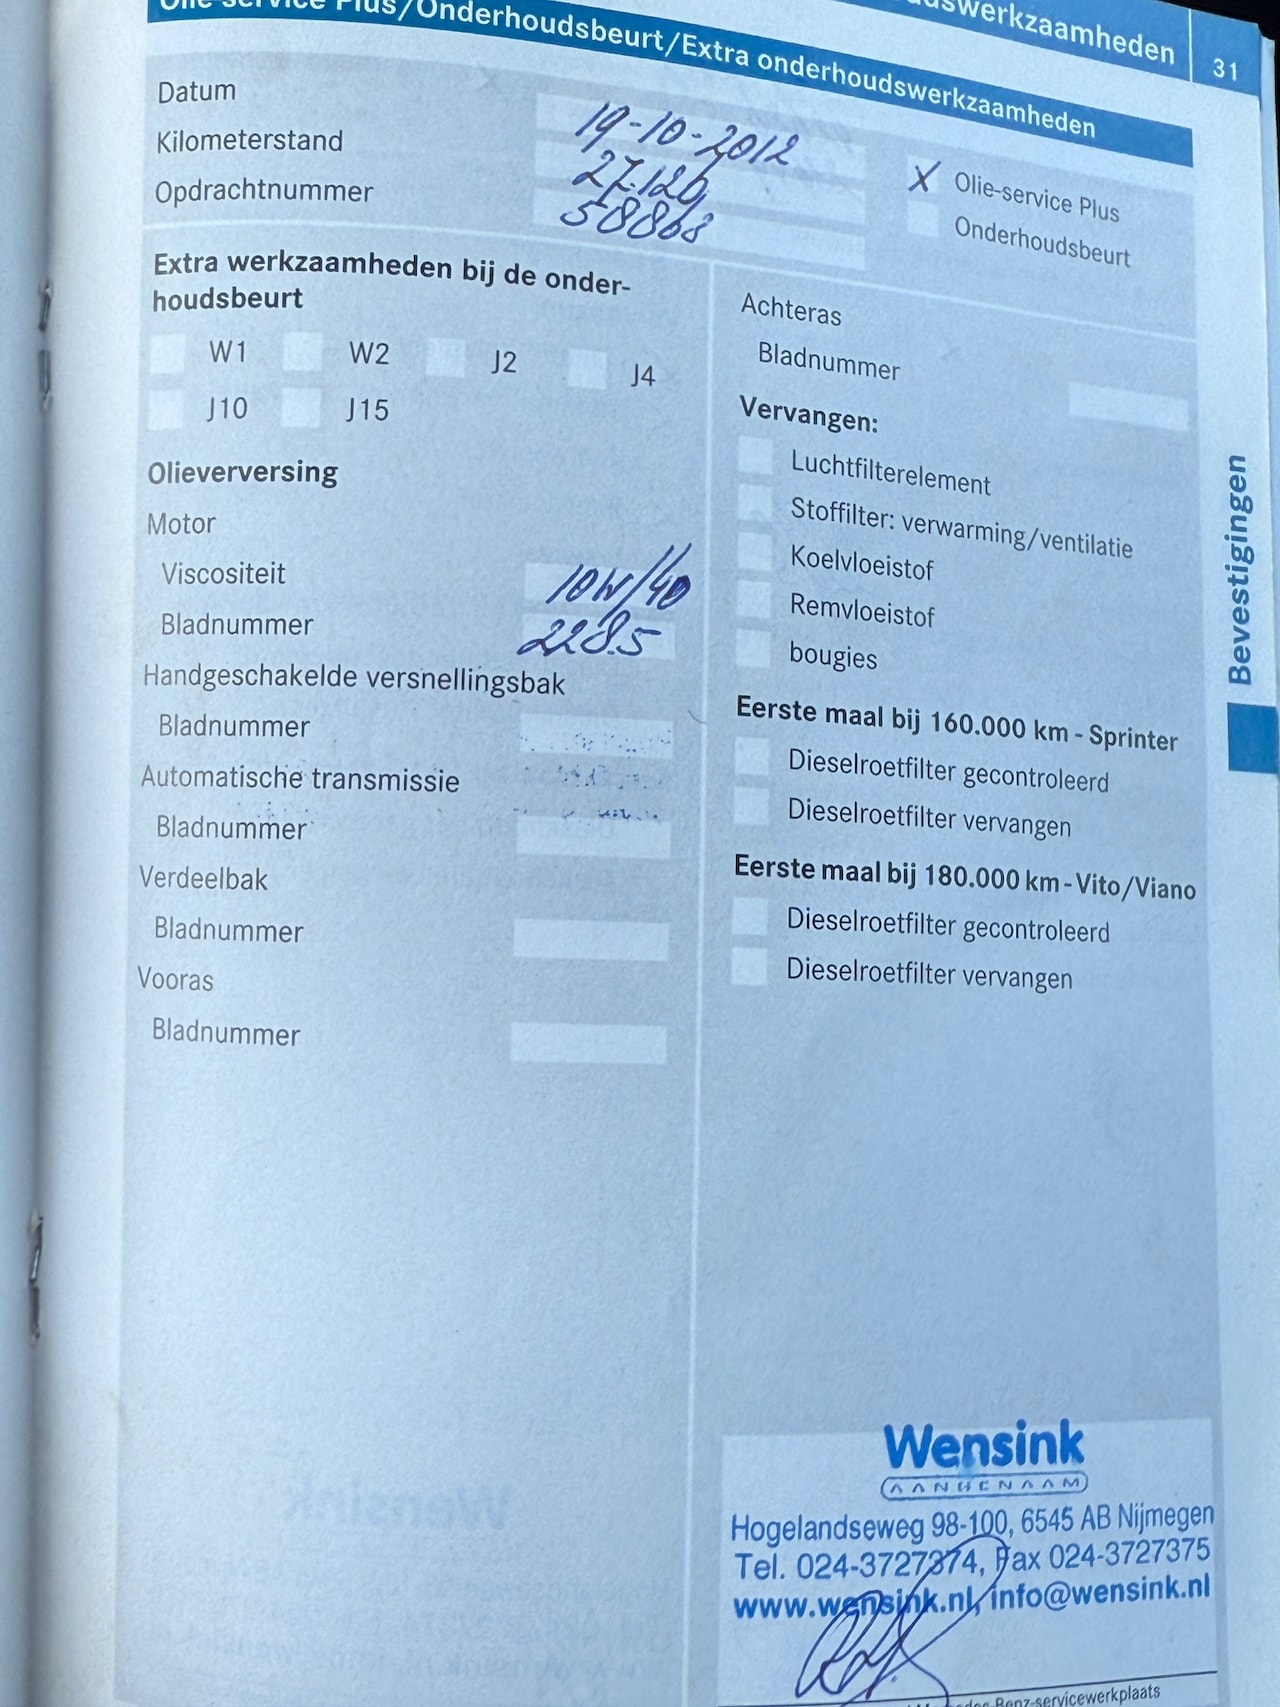 31
Olie-service Plus/Onderhoudsbeurt/Extra onderhoudswerkzaamheden
Datum 19-10-2012
Kilometerstand 27.120
Opdrachtnummer 58868
X Olie-service Plus
Onderhoudsbeurt
Extra werkzaamheden bij de onder-
houdsbeurt
W1 W2 J2 J4
J10 J15
Olieverversing
Motor
Viscositeit 10W/40
Bladnummer 228.5
Handgeschakelde versnellingsbak
Bladnummer
Automatische transmissie
Bladnummer
Verdeelbak
Bladnummer
Vooras
Bladnummer
Achteras
Bladnummer
Vervangen:
Luchtfilterelement
Stoffilter: verwarming/ventilatie
Koelvloeistof
Remvloeistof
bougies
Eerste maal bij 160.000 km - Sprinter
Dieselroetfilter gecontroleerd
Dieselroetfilter vervangen
Eerste maal bij 180.000 km - Vito/Viano
Dieselroetfilter gecontroleerd
Dieselroetfilter vervangen
Bevestigingen
Wensink
AANGENAAM
Hogelandseweg 98-100, 6545 AB Nijmegen
Tel. 024-3727374, Fax 024-3727375
www.wensink.nl, info@wensink.nl
-Benz-servicewerkplaats